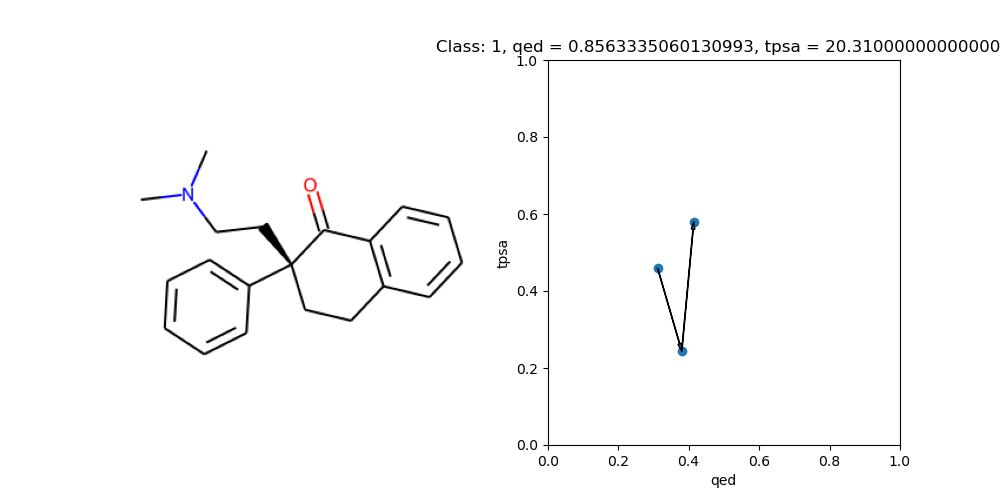 Class: 1, qed = 0.8563335060130993, tpsa = 20.31000000000000
N
O
1.0
0.8
0.6
0.4
0.2
0.0
tpsa
0.0 0.2 0.4 0.6 0.8 1.0
qed